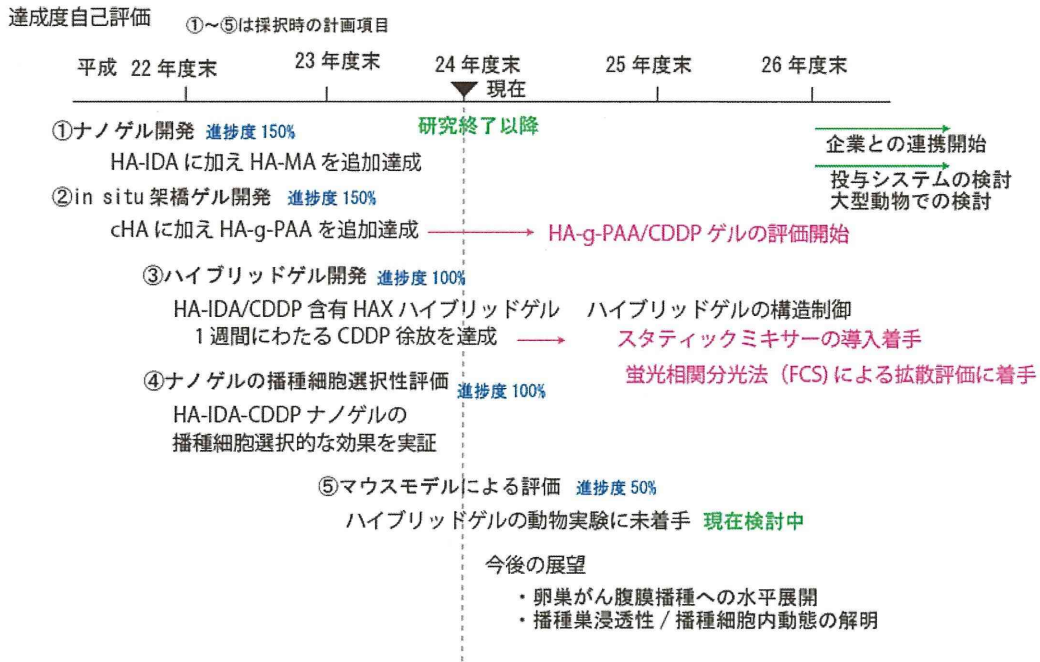 達成度自己評価 ①~⑤は採択時の計画項目
平成 22 年度末 23 年度末 24 年度末 25 年度末 26 年度末
現在
研究終了以降
①ナノゲル開発 進捗度 150%
HA-IDA に加え HA-MA を追加達成
企業との連携開始
投与システムの検討
大型動物での検討
②in situ 架橋ゲル開発 進捗度 150%
cHA に加え HA-g-PAA を追加達成
HA-g-PAA/CDDP ゲルの評価開始
③ハイブリッドゲル開発 進捗度 100%
HA-IDA/CDDP 含有 HAX ハイブリッドゲル
1 週間にわたる CDDP 徐放を達成
ハイブリッドゲルの構造制御
スタティックミキサーの導入着手
蛍光相関分光法（FCS) による拡散評価に着手
④ナノゲルの播種細胞選択性評価 進捗度 100%
HA-IDA-CDDP ナノゲルの
播種細胞選択的な効果を実証
⑤マウスモデルによる評価 進捗度 50%
ハイブリッドゲルの動物実験に未着手 現在検討中
今後の展望
・卵巣がん腹膜播種への水平展開
・播種巣浸透性 / 播種細胞内動態の解明